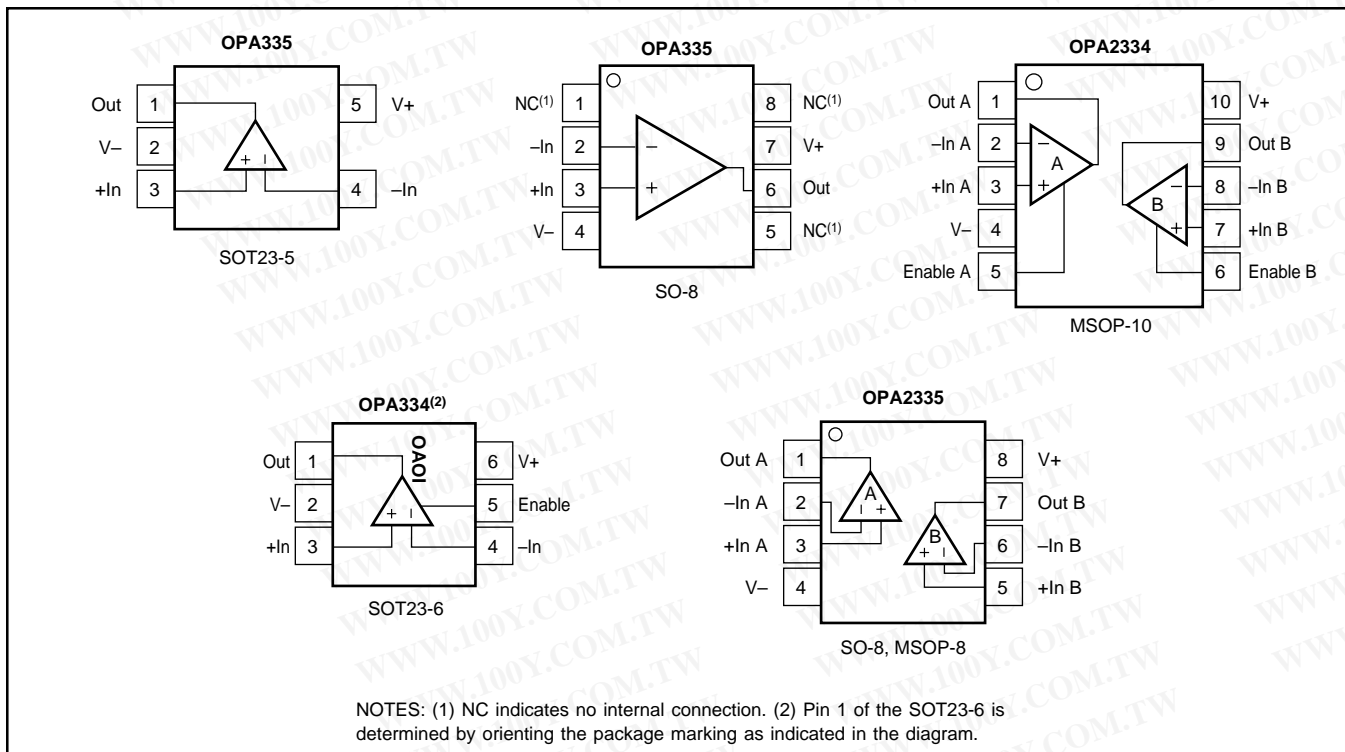 OPA335
Out 1
V– 2
+In 3
5 V+
4 –In
+ –
SOT23-5
OPA335
NC(1) 1
–In 2
+In 3
V– 4
8 NC(1)
7 V+
6 Out
5 NC(1)
–
+
SO-8
OPA2334
Out A 1
–In A 2
+In A 3
V– 4
Enable A 5
10 V+
9 Out B
8 –In B
7 +In B
6 Enable B
– A +
– B +
MSOP-10
OPA334(2)
Out 1
V– 2
+In 3
6 V+
5 Enable
4 –In
OAOI
+ –
SOT23-6
OPA2335
Out A 1
–In A 2
+In A 3
V– 4
8 V+
7 Out B
6 –In B
5 +In B
A
– +
B
+ –
SO-8, MSOP-8
NOTES: (1) NC indicates no internal connection. (2) Pin 1 of the SOT23-6 is
determined by orienting the package marking as indicated in the diagram.
WWW.100Y.COM.TW